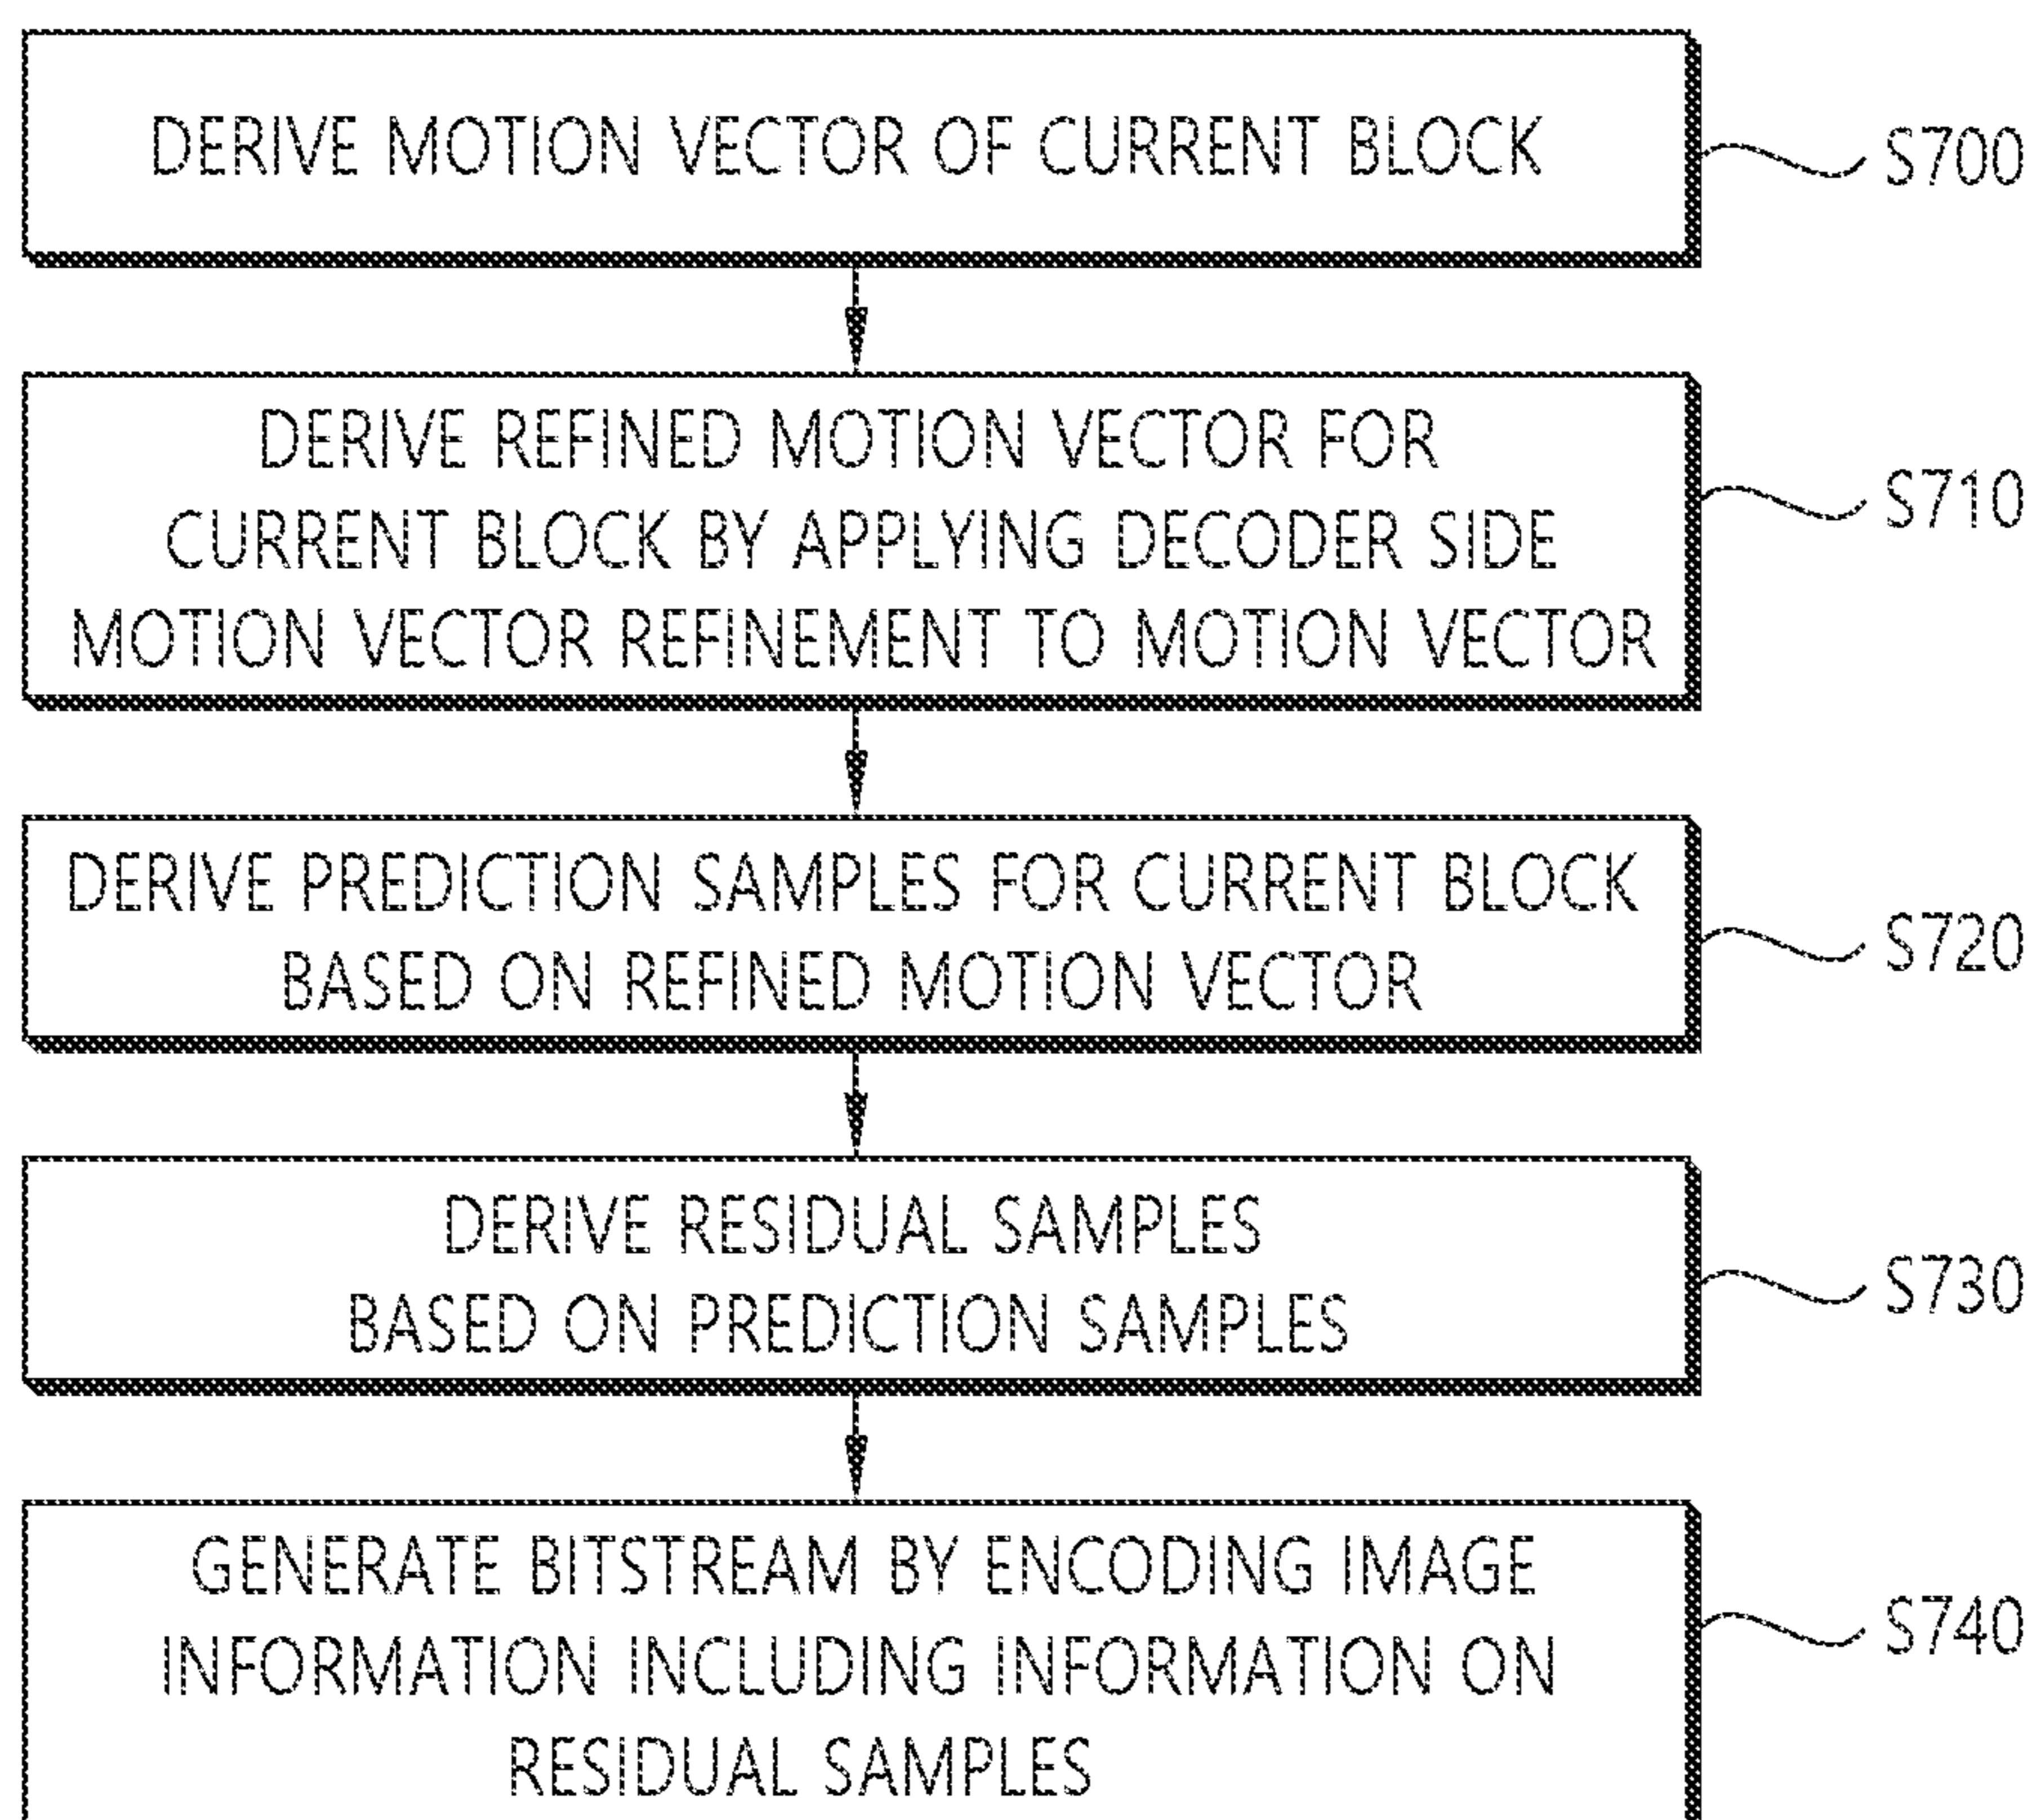 DERIVE MOTION VECTOR OF CURRENT BLOCK
S700
DERIVE REFINED MOTION VECTOR FOR
CURRENT BLOCK BY APPLYING DECODER SIDE
MOTION VECTOR REFINEMENT TO MOTION VECTOR
S710
DERIVE PREDICTION SAMPLES FOR CURRENT BLOCK
BASED ON REFINED MOTION VECTOR
S720
DERIVE RESIDUAL SAMPLES
BASED ON PREDICTION SAMPLES
S730
GENERATE BITSTREAM BY ENCODING IMAGE
INFORMATION INCLUDING INFORMATION ON
RESIDUAL SAMPLES
S740